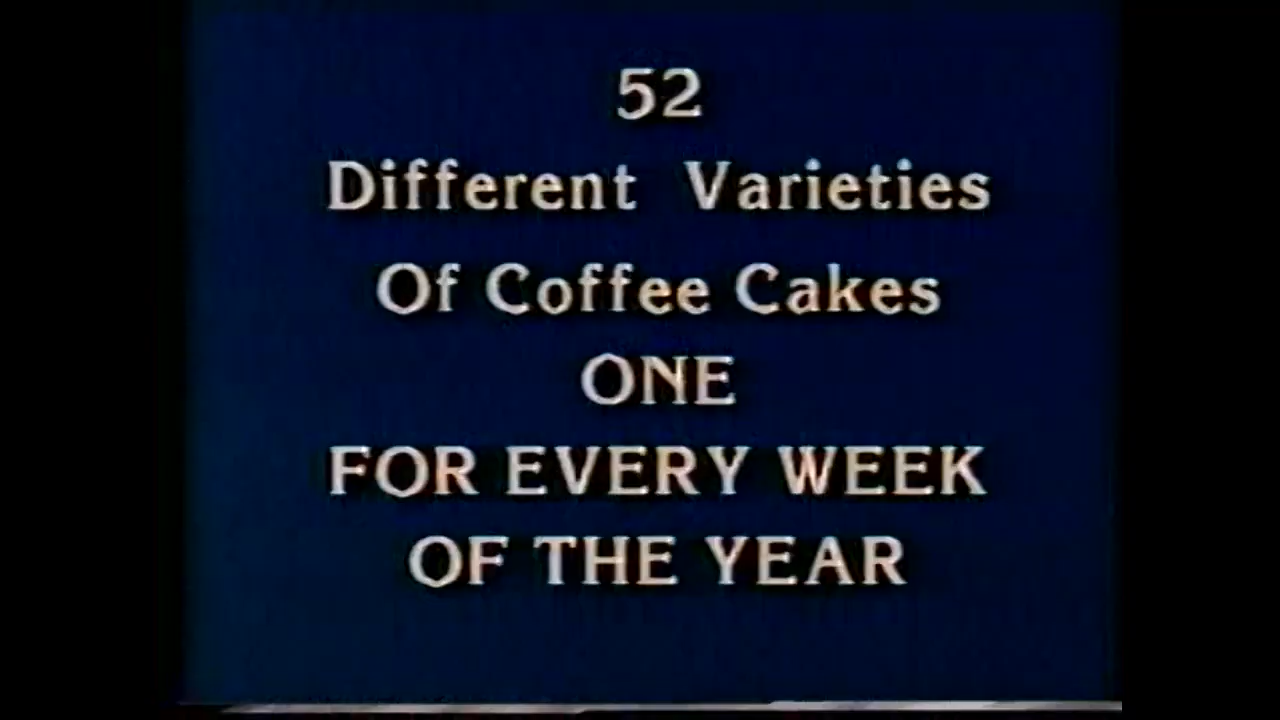 52
Different Varieties
Of Coffee Cakes
ONE
FOR EVERY WEEK
OF THE YEAR